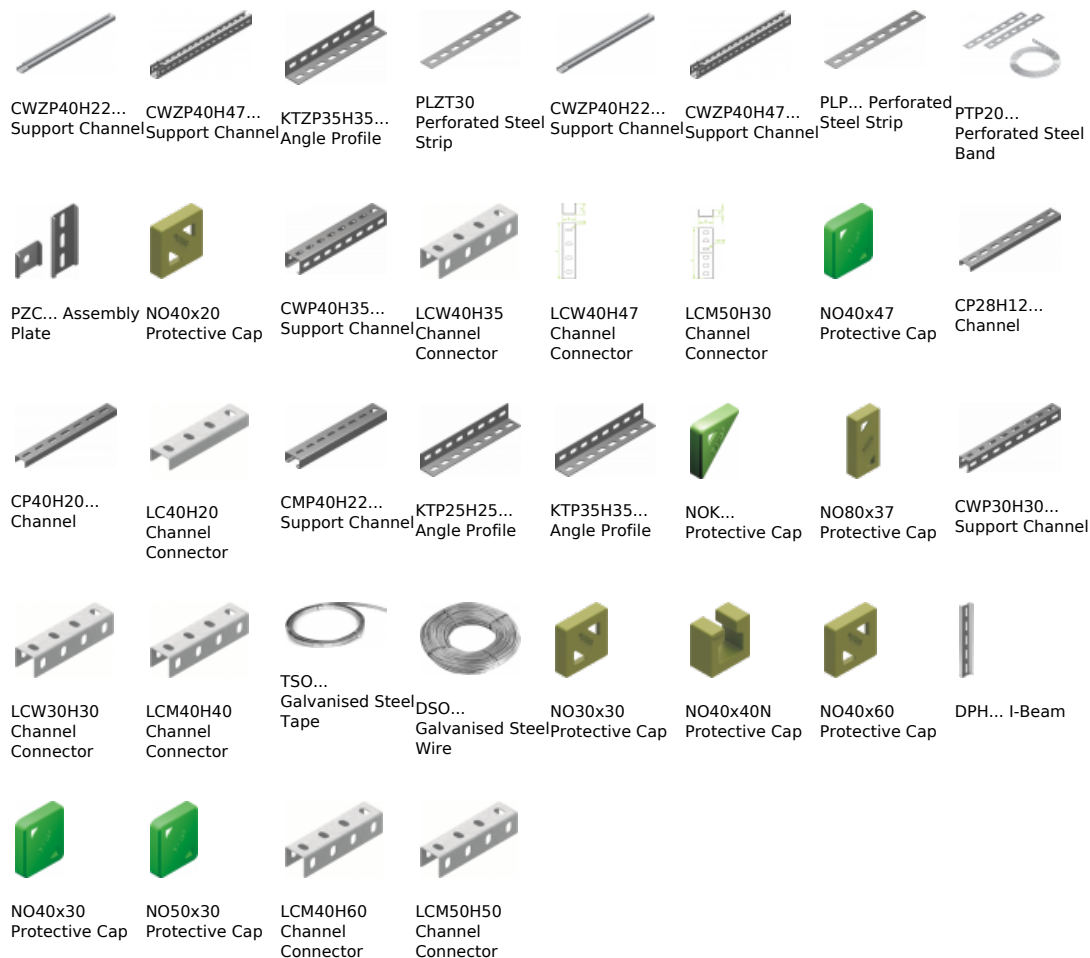 CWZP40H22...
Support Channel
CWZP40H47...
Support Channel
KTZP35H35...
Angle Profile
PLZT30
Perforated Steel
Strip
CWZP40H22...
Support Channel
CWZP40H47...
Support Channel
PLP... Perforated
Steel Strip
PTP20...
Perforated Steel
Band
PZC... Assembly
Plate
NO40x20
Protective Cap
CWP40H35...
Support Channel
LCW40H35
Channel
Connector
LCW40H47
Channel
Connector
LCM50H30
Channel
Connector
NO40x47
Protective Cap
CP28H12...
Channel
CP40H20...
Channel
LC40H20
Channel
Connector
CMP40H22...
Support Channel
KTP25H25...
Angle Profile
KTP35H35...
Angle Profile
NOK...
Protective Cap
NO80x37
Protective Cap
CWP30H30...
Support Channel
LCW30H30
Channel
Connector
LCM40H40
Channel
Connector
TSO...
Galvanised Steel
Tape
DSO...
Galvanised Steel
Wire
NO30x30
Protective Cap
NO40x40N
Protective Cap
NO40x60
Protective Cap
DPH... I-Beam
NO40x30
Protective Cap
NO50x30
Protective Cap
LCM40H60
Channel
Connector
LCM50H50
Channel
Connector